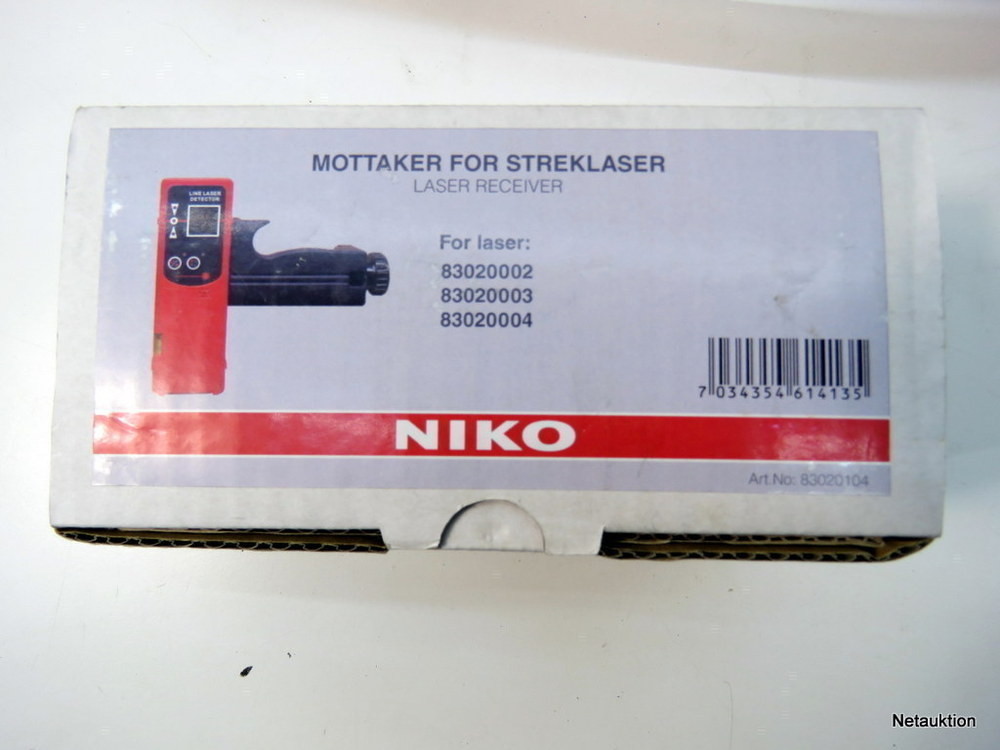 MOTTAKER FOR STREKLASER
LASER RECEIVER
LINE LASER
DETECTOR
For laser:
83020002
83020003
83020004
7 034354 614135
NIKO
Art.No: 83020104
Netauktion